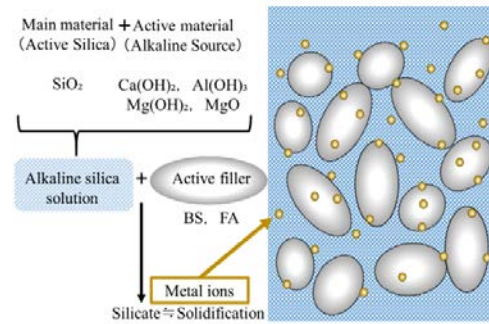 Main material + Active material
(Active Silica) (Alkaline Source)
SiO₂ Ca(OH)₂, Al(OH)₃
Mg(OH)₂, MgO
Alkaline silica
solution
+
Active filler
BS, FA
Metal ions
Silicate≒Solidification